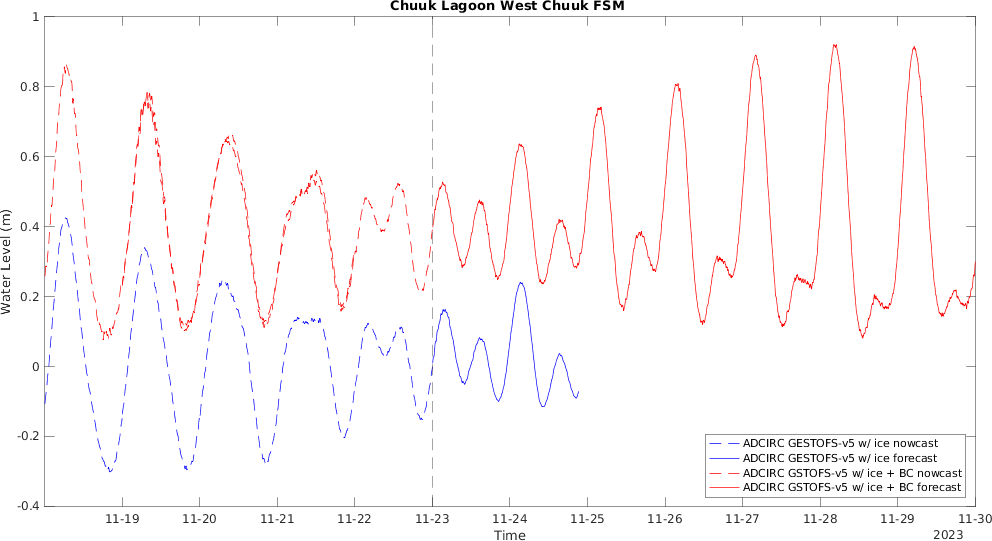 Chuuk Lagoon West Chuuk FSM
1
0.8
0.6
0.4
0.2
0
-0.2
-0.4
Water Level (m)
11-19 11-20 11-21 11-22 11-23 11-24 11-25 11-26 11-27 11-28 11-29 11-30
Time
2023
ADCIRC GESTOFS-v5 w/ ice nowcast
ADCIRC GESTOFS-v5 w/ ice forecast
ADCIRC GSTOFS-v5 w/ ice + BC nowcast
ADCIRC GSTOFS-v5 w/ ice + BC forecast